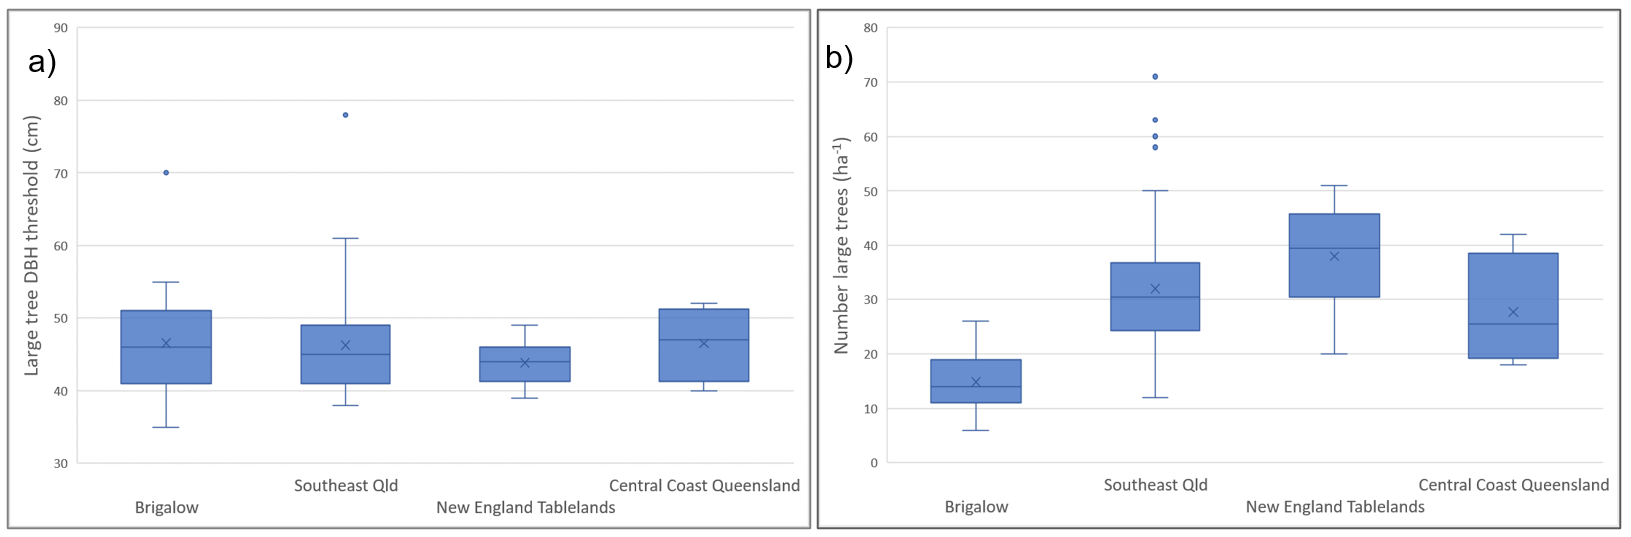 a)
Large tree DBH threshold (cm)
90
80
70
60
50
40
30
Southeast Qld
Central Coast Queensland
Brigalow
New England Tablelands
b)
Number large trees (ha⁻¹)
80
70
60
50
40
30
20
10
0
Southeast Qld
Central Coast Queensland
Brigalow
New England Tablelands